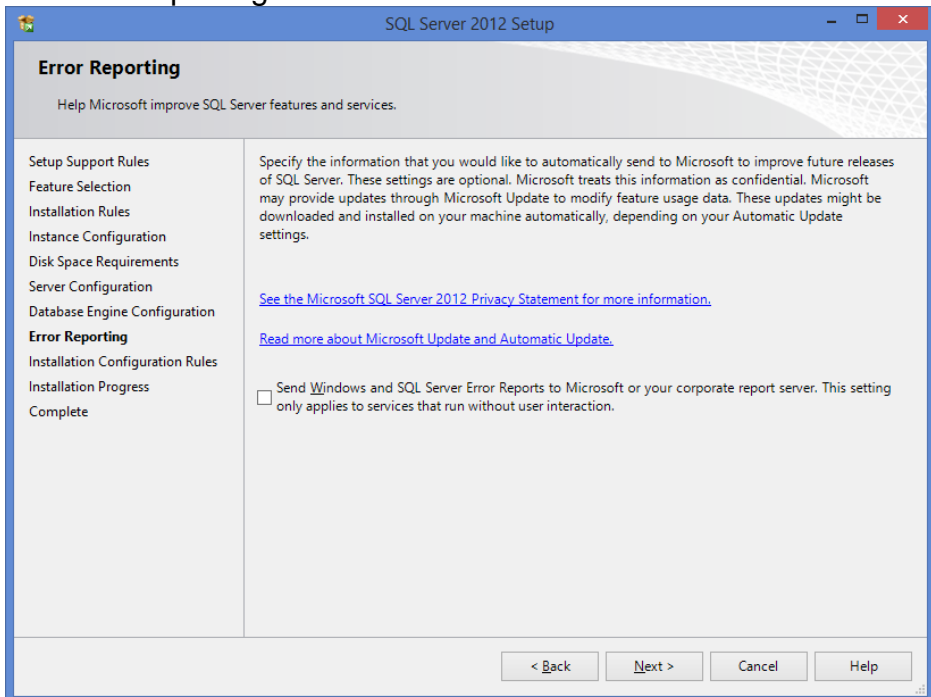 SQL Server 2012 Setup
Error Reporting
Help Microsoft improve SQL Server features and services.
Setup Support Rules
Feature Selection
Installation Rules
Instance Configuration
Disk Space Requirements
Server Configuration
Database Engine Configuration
Error Reporting
Installation Configuration Rules
Installation Progress
Complete
Specify the information that you would like to automatically send to Microsoft to improve future releases
of SQL Server. These settings are optional. Microsoft treats this information as confidential. Microsoft
may provide updates through Microsoft Update to modify feature usage data. These updates might be
downloaded and installed on your machine automatically, depending on your Automatic Update
settings.
See the Microsoft SQL Server 2012 Privacy Statement for more information.
Read more about Microsoft Update and Automatic Update.
Send Windows and SQL Server Error Reports to Microsoft or your corporate report server. This setting
only applies to services that run without user interaction.
< Back
Next >
Cancel
Help